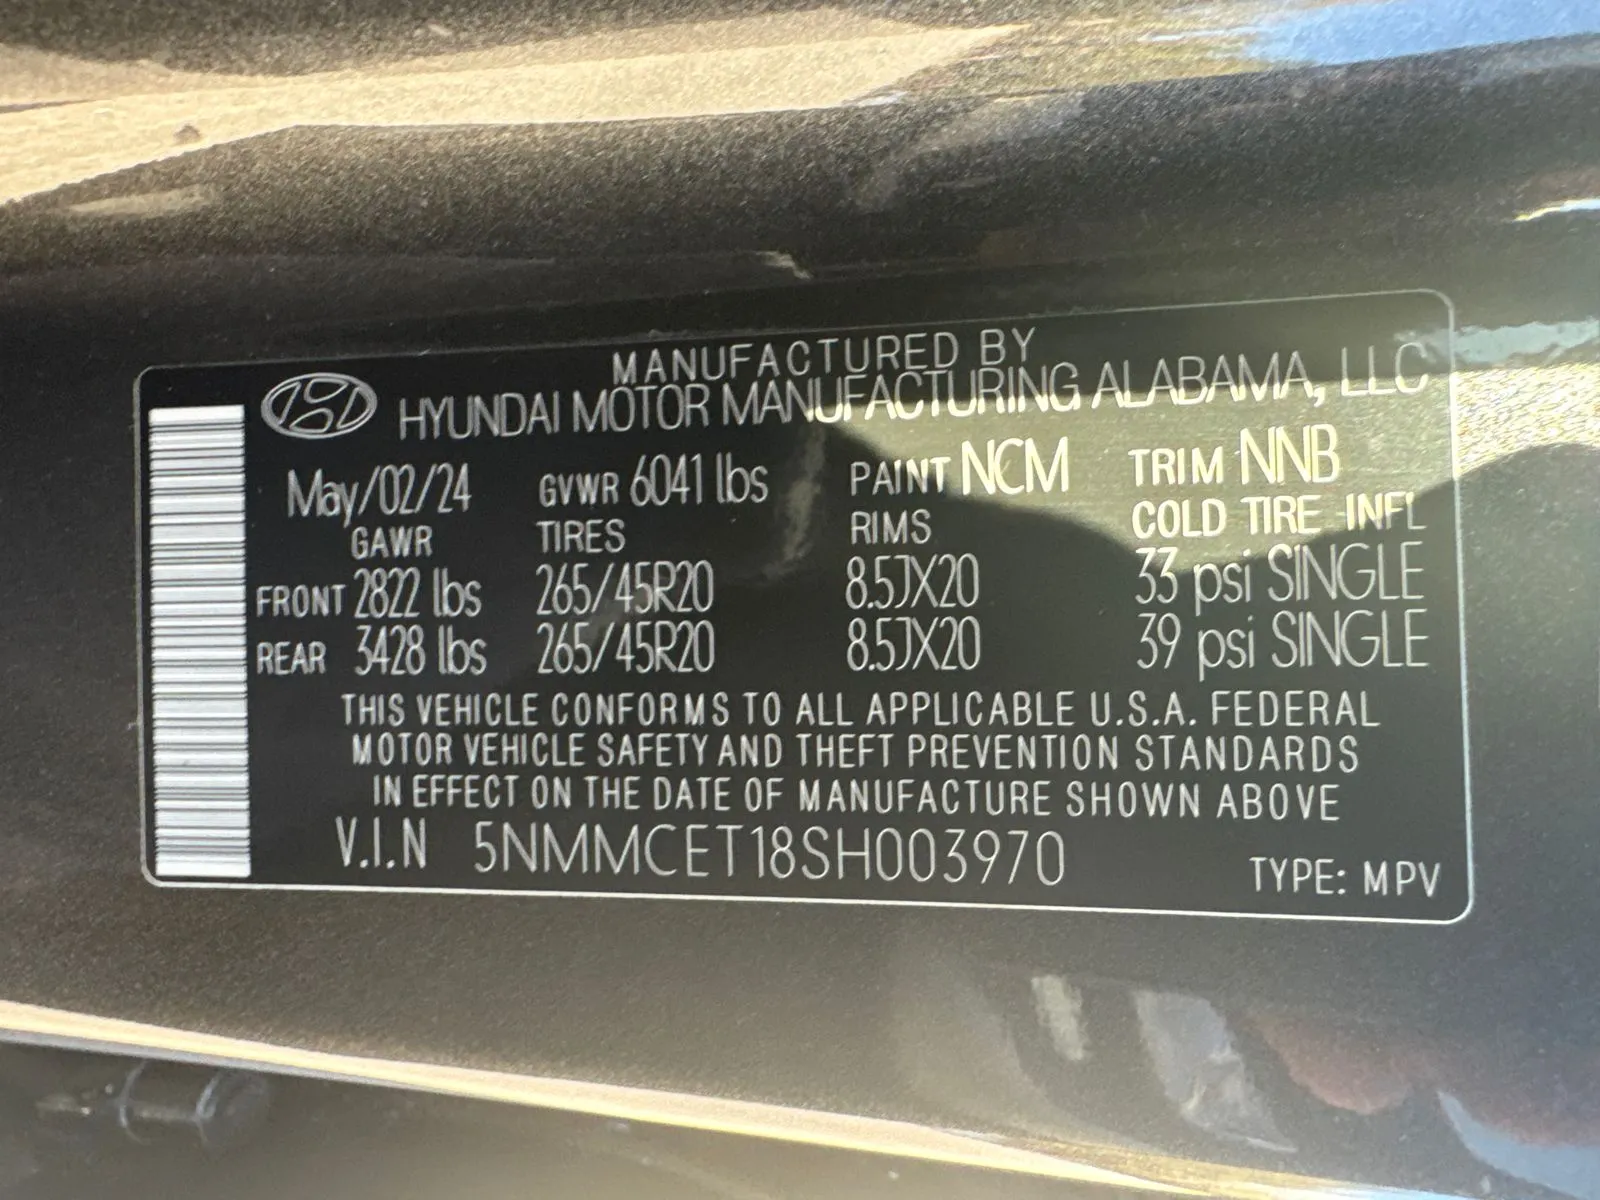 MANUFACTURED BY
HYUNDAI MOTOR MANUFACTURING ALABAMA, LLC
May/02/24 GVWR 6041 lbs PAINT NCM TRIM NNB
GAWR TIRES RIMS COLD TIRE INFL
FRONT 2822 lbs 265/45R20 8.5JX20 33 psi SINGLE
REAR 3428 lbs 265/45R20 8.5JX20 39 psi SINGLE
THIS VEHICLE CONFORMS TO ALL APPLICABLE U.S.A. FEDERAL
MOTOR VEHICLE SAFETY AND THEFT PREVENTION STANDARDS
IN EFFECT ON THE DATE OF MANUFACTURE SHOWN ABOVE
V.I.N 5NMMCET18SH003970 TYPE: MPV